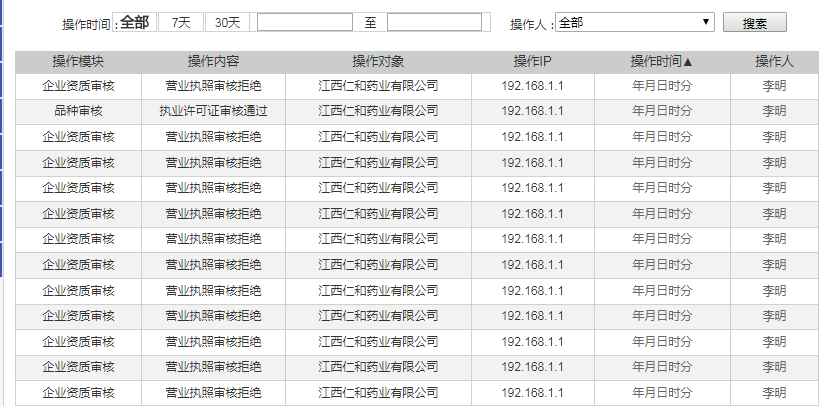 操作时间：全部 7天 30天 至 操作人：全部 搜索
操作模块 操作内容 操作对象 操作IP 操作时间▲ 操作人
企业资质审核 营业执照审核拒绝 江西仁和药业有限公司 192.168.1.1 年月日时分 李明
品种审核 执业许可证审核通过 江西仁和药业有限公司 192.168.1.1 年月日时分 李明
企业资质审核 营业执照审核拒绝 江西仁和药业有限公司 192.168.1.1 年月日时分 李明
企业资质审核 营业执照审核拒绝 江西仁和药业有限公司 192.168.1.1 年月日时分 李明
企业资质审核 营业执照审核拒绝 江西仁和药业有限公司 192.168.1.1 年月日时分 李明
企业资质审核 营业执照审核拒绝 江西仁和药业有限公司 192.168.1.1 年月日时分 李明
企业资质审核 营业执照审核拒绝 江西仁和药业有限公司 192.168.1.1 年月日时分 李明
企业资质审核 营业执照审核拒绝 江西仁和药业有限公司 192.168.1.1 年月日时分 李明
企业资质审核 营业执照审核拒绝 江西仁和药业有限公司 192.168.1.1 年月日时分 李明
企业资质审核 营业执照审核拒绝 江西仁和药业有限公司 192.168.1.1 年月日时分 李明
企业资质审核 营业执照审核拒绝 江西仁和药业有限公司 192.168.1.1 年月日时分 李明
企业资质审核 营业执照审核拒绝 江西仁和药业有限公司 192.168.1.1 年月日时分 李明
企业资质审核 营业执照审核拒绝 江西仁和药业有限公司 192.168.1.1 年月日时分 李明